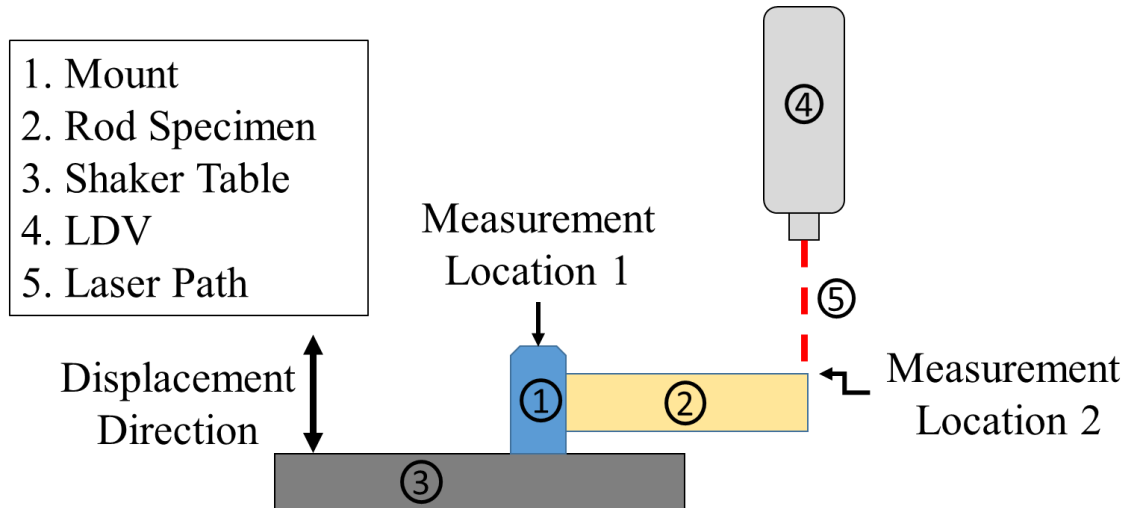 1. Mount
2. Rod Specimen
3. Shaker Table
4. LDV
5. Laser Path
Displacement
Direction
Measurement
Location 1
④
⑤
Measurement
Location 2
①
②
③